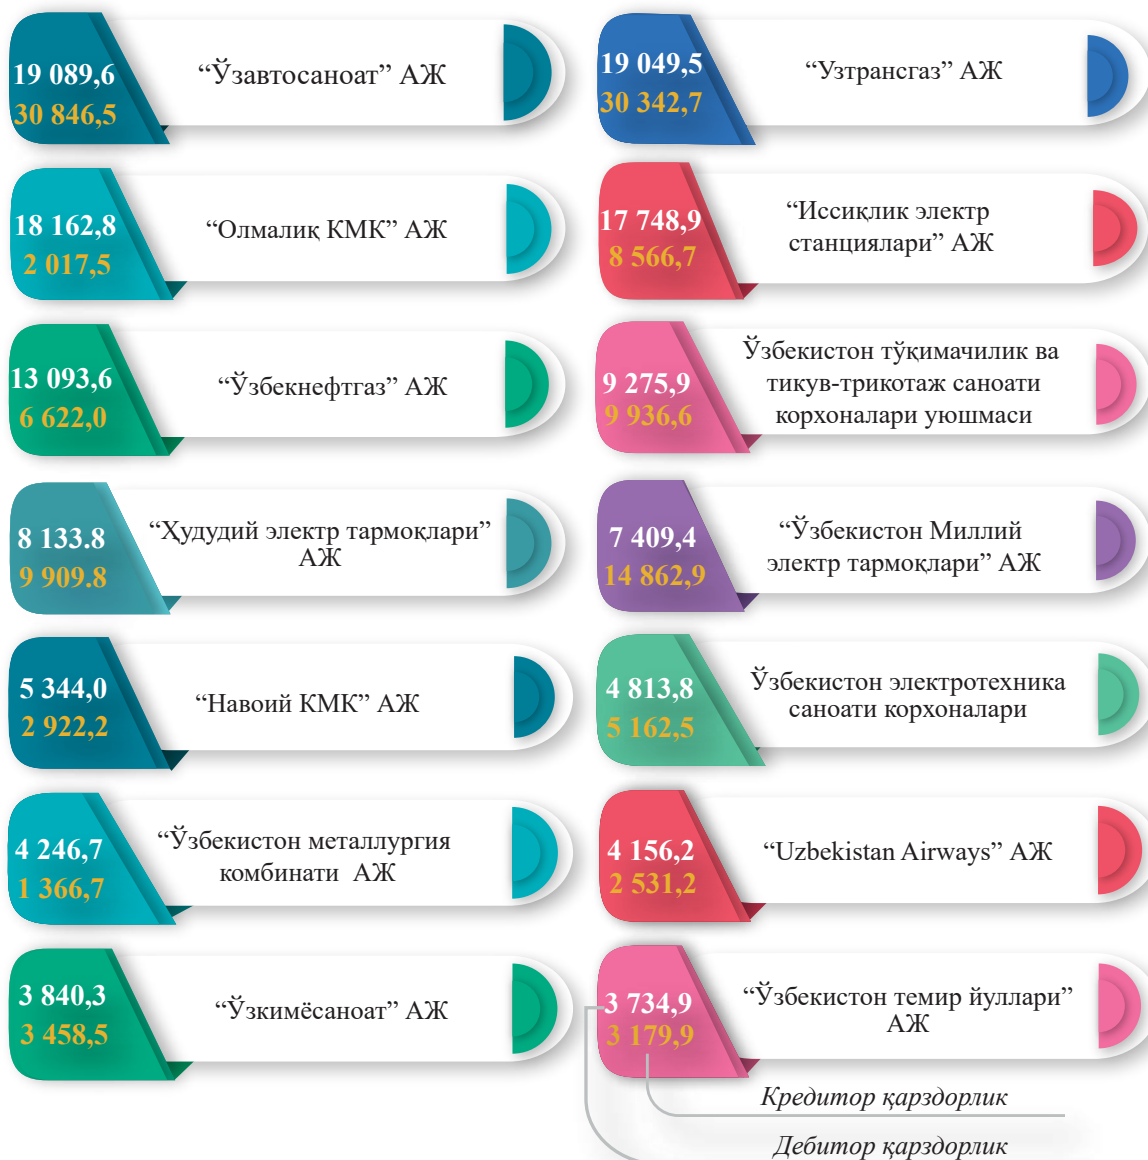 19 089,6
30 846,5
“Ўзавтосаноат” АЖ
19 049,5
30 342,7
“Узтрансгаз” АЖ
18 162,8
2 017,5
“Олмалиқ КМК” АЖ
17 748,9
8 566,7
“Иссиқлик электр
станциялари” АЖ
13 093,6
6 622,0
“Ўзбекнефтгаз” АЖ
9 275,9
9 936,6
Ўзбекистон тўқимачилик ва
тикув-трикотаж саноати
корхоналари уюшмаси
8 133.8
9 909.8
“Ҳудудий электр тармоқлари”
АЖ
7 409,4
14 862,9
“Ўзбекистон Миллий
электр тармоқлари” АЖ
5 344,0
2 922,2
“Навоий КМК” АЖ
4 813,8
5 162,5
Ўзбекистон электротехника
саноати корхоналари
4 246,7
1 366,7
“Ўзбекистон металлургия
комбинати АЖ
4 156,2
2 531,2
“Uzbekistan Airways” АЖ
3 840,3
3 458,5
“Ўзкимёсаноат” АЖ
3 734,9
3 179,9
“Ўзбекистон темир йуллари”
АЖ
Кредитор қарздорлик
Дебитор қарздорлик